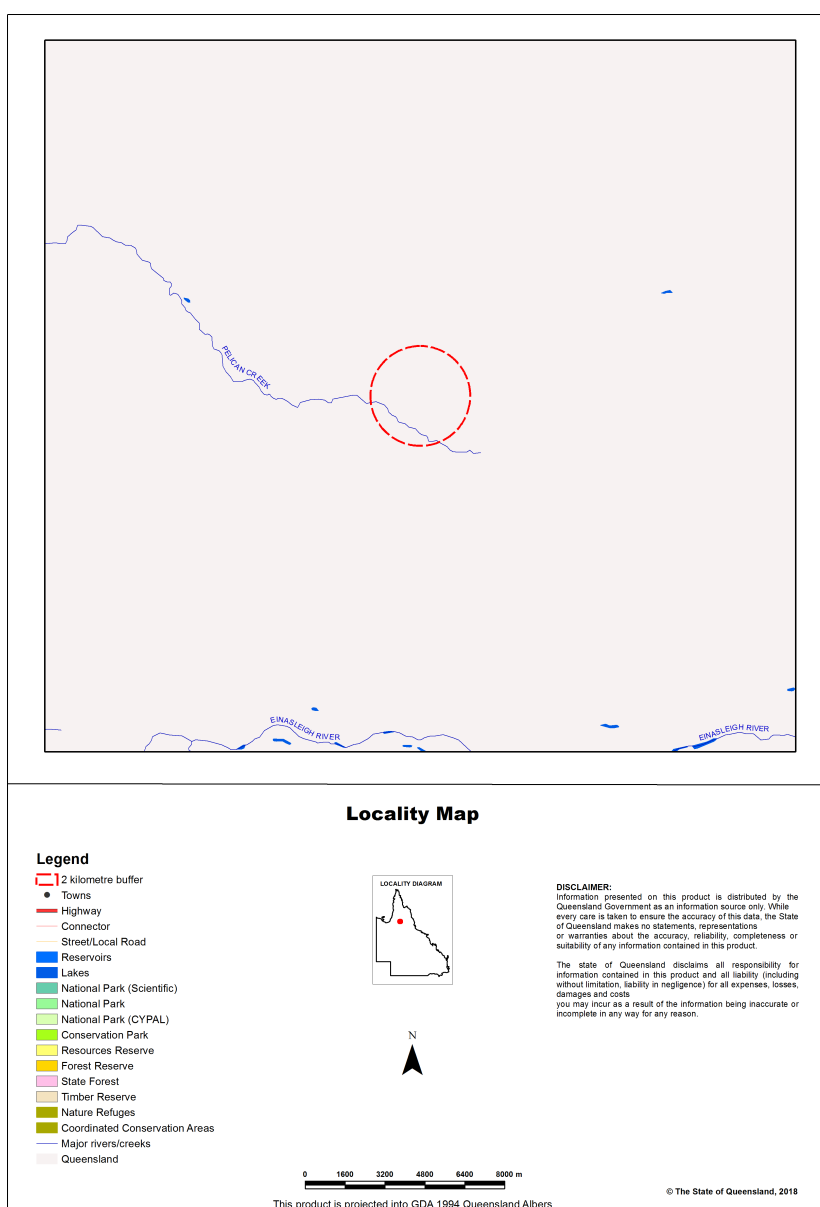 PELICAN CREEK
EINASLEIGH RIVER
EINASLEIGH RIVER
Locality Map
Legend
2 kilometre buffer
Towns
Highway
Connector
Street/Local Road
Reservoirs
Lakes
National Park (Scientific)
National Park
National Park (CYPAL)
Conservation Park
Resources Reserve
Forest Reserve
State Forest
Timber Reserve
Nature Refuges
Coordinated Conservation Areas
Major rivers/creeks
Queensland
LOCALITY DIAGRAM
N
DISCLAIMER:
Information presented on this product is distributed by the
Queensland Government as an information source only. While
every care is taken to ensure the accuracy of this data, the State
of Queensland makes no statements, representations
or warranties about the accuracy, reliability, completeness or
suitability of any information contained in this product.
The state of Queensland disclaims all responsibility for
information contained in this product and all liability (including
without limitation, liability in negligence) for all expenses, losses,
damages and costs
you may incur as a result of the information being inaccurate or
incomplete in any way for any reason.
0 1600 3200 4800 6400 8000 m
This product is projected into GDA 1994 Queensland Albers
© The State of Queensland, 2018